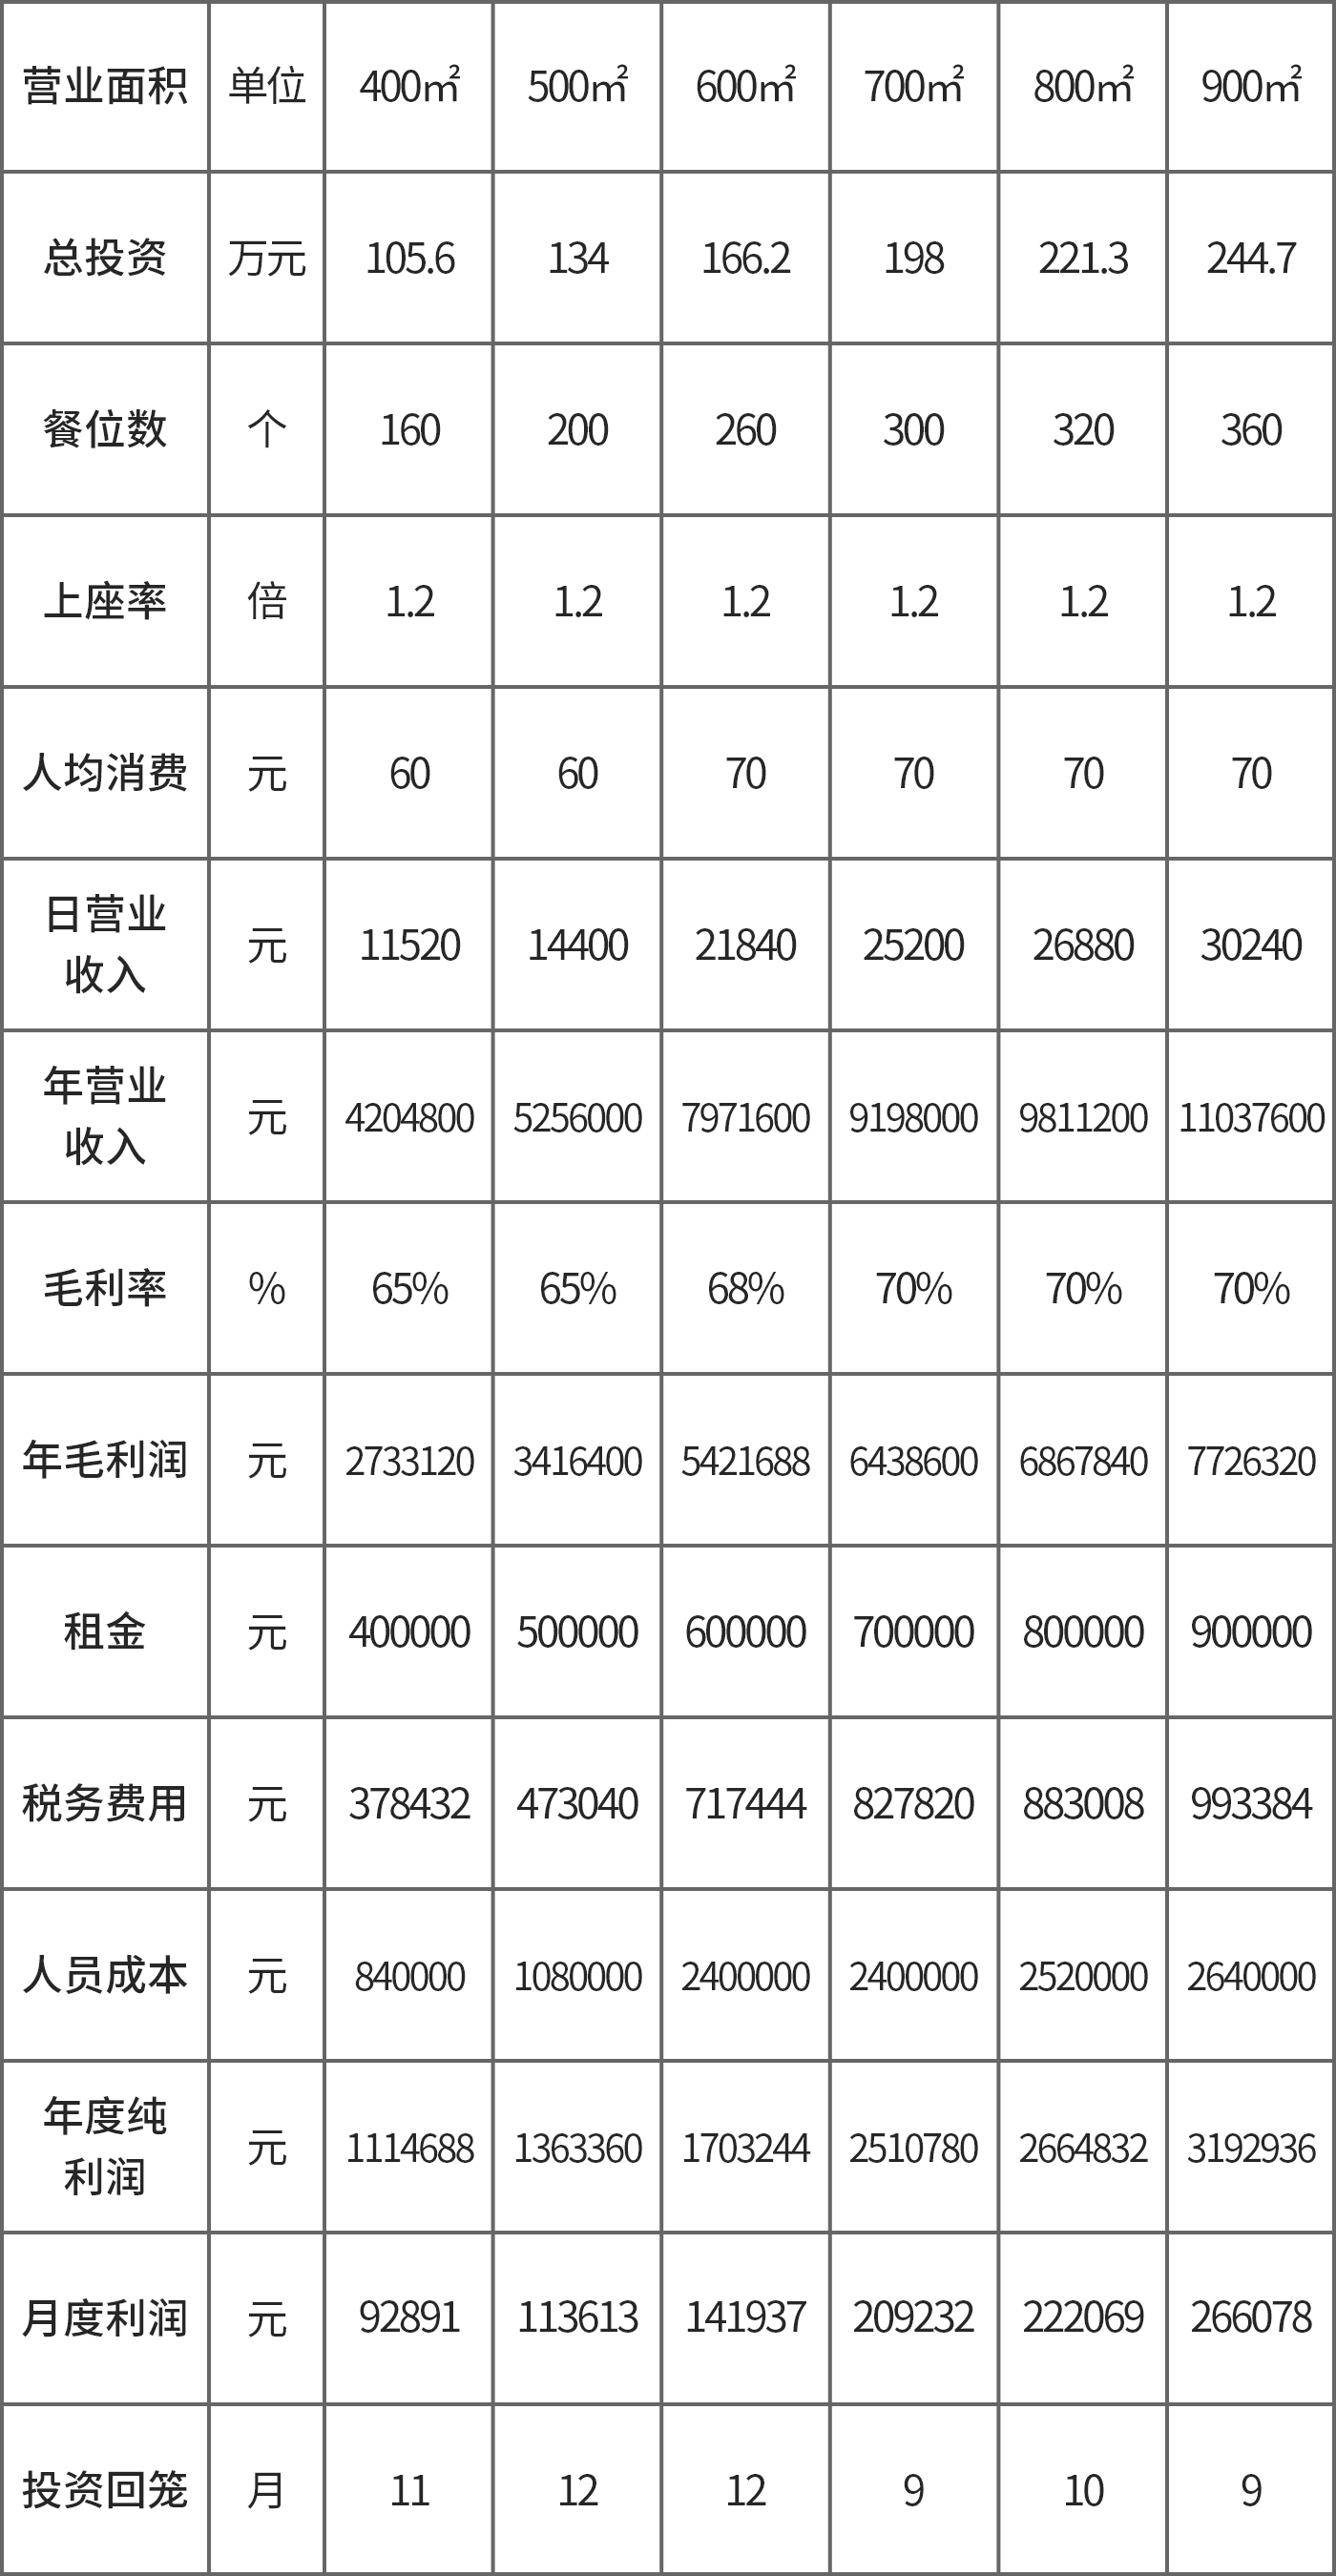 营业面积 单位 400㎡ 500㎡ 600㎡ 700㎡ 800㎡ 900㎡
总投资 万元 105.6 134 166.2 198 221.3 244.7
餐位数 个 160 200 260 300 320 360
上座率 倍 1.2 1.2 1.2 1.2 1.2 1.2
人均消费 元 60 60 70 70 70 70
日营业
收入 元 11520 14400 21840 25200 26880 30240
年营业
收入 元 4204800 5256000 7971600 9198000 9811200 11037600
毛利率 % 65% 65% 68% 70% 70% 70%
年毛利润 元 2733120 3416400 5421688 6438600 6867840 7726320
租金 元 400000 500000 600000 700000 800000 900000
税务费用 元 378432 473040 717444 827820 883008 993384
人员成本 元 840000 1080000 2400000 2400000 2520000 2640000
年度纯
利润 元 1114688 1363360 1703244 2510780 2664832 3192936
月度利润 元 92891 113613 141937 209232 222069 266078
投资回笼 月 11 12 12 9 10 9